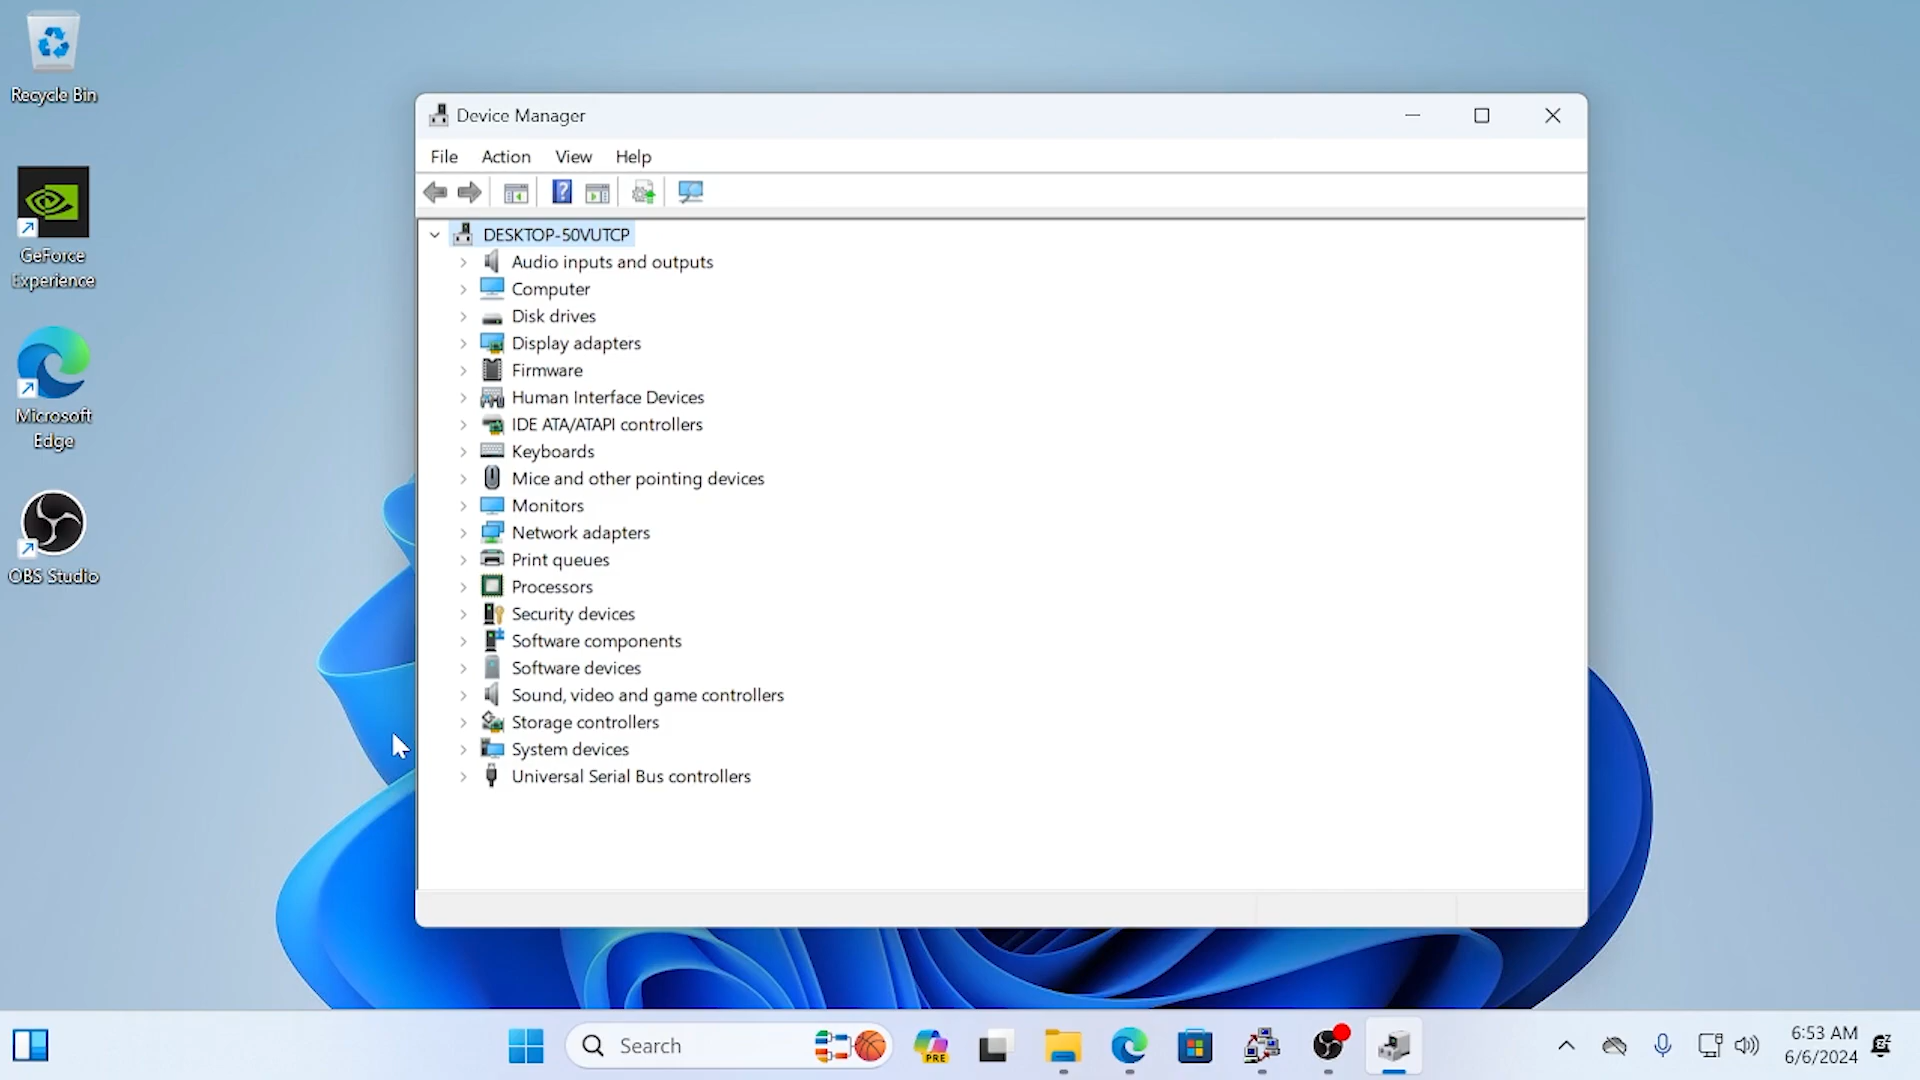 Recycle Bin
GeForce
Experience
Microsoft
Edge
OBS Studio
Device Manager
File Action View Help
DESKTOP-50VUTCP
Audio inputs and outputs
Computer
Disk drives
Display adapters
Firmware
Human Interface Devices
IDE ATA/ATAPI controllers
Keyboards
Mice and other pointing devices
Monitors
Network adapters
Print queues
Processors
Security devices
Software components
Software devices
Sound, video and game controllers
Storage controllers
System devices
Universal Serial Bus controllers
Search
PRE
6:53 AM
6/6/2024